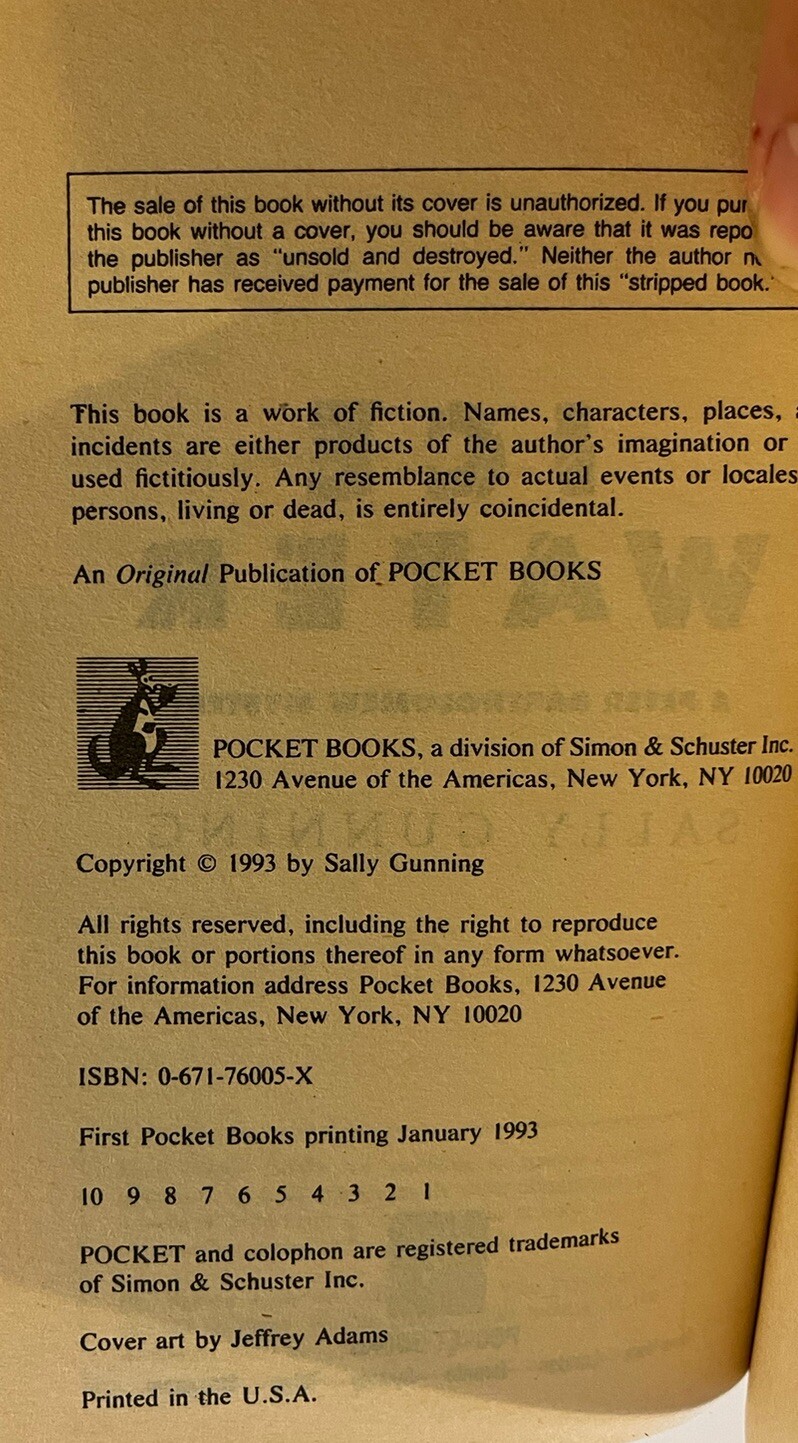 The sale of this book without its cover is unauthorized. If you pur
this book without a cover, you should be aware that it was repo
the publisher as "unsold and destroyed." Neither the author
publisher has received payment for the sale of this "stripped book.
This book is a work of fiction. Names, characters, places,
incidents are either products of the author's imagination or
used fictitiously. Any resemblance to actual events or locales
persons, living or dead, is entirely coincidental.
An Original Publication of POCKET BOOKS
POCKET BOOKS, a division of Simon & Schuster Inc.
1230 Avenue of the Americas, New York, NY 10020
Copyright © 1993 by Sally Gunning
All rights reserved, including the right to reproduce
this book or portions thereof in any form whatsoever.
For information address Pocket Books, 1230 Avenue
of the Americas, New York, NY 10020
ISBN: 0-671-76005-X
First Pocket Books printing January 1993
10 9 8 7 6 5 4 3 2 1
POCKET and colophon are registered trademarks
of Simon & Schuster Inc.
Cover art by Jeffrey Adams
Printed in the U.S.A.